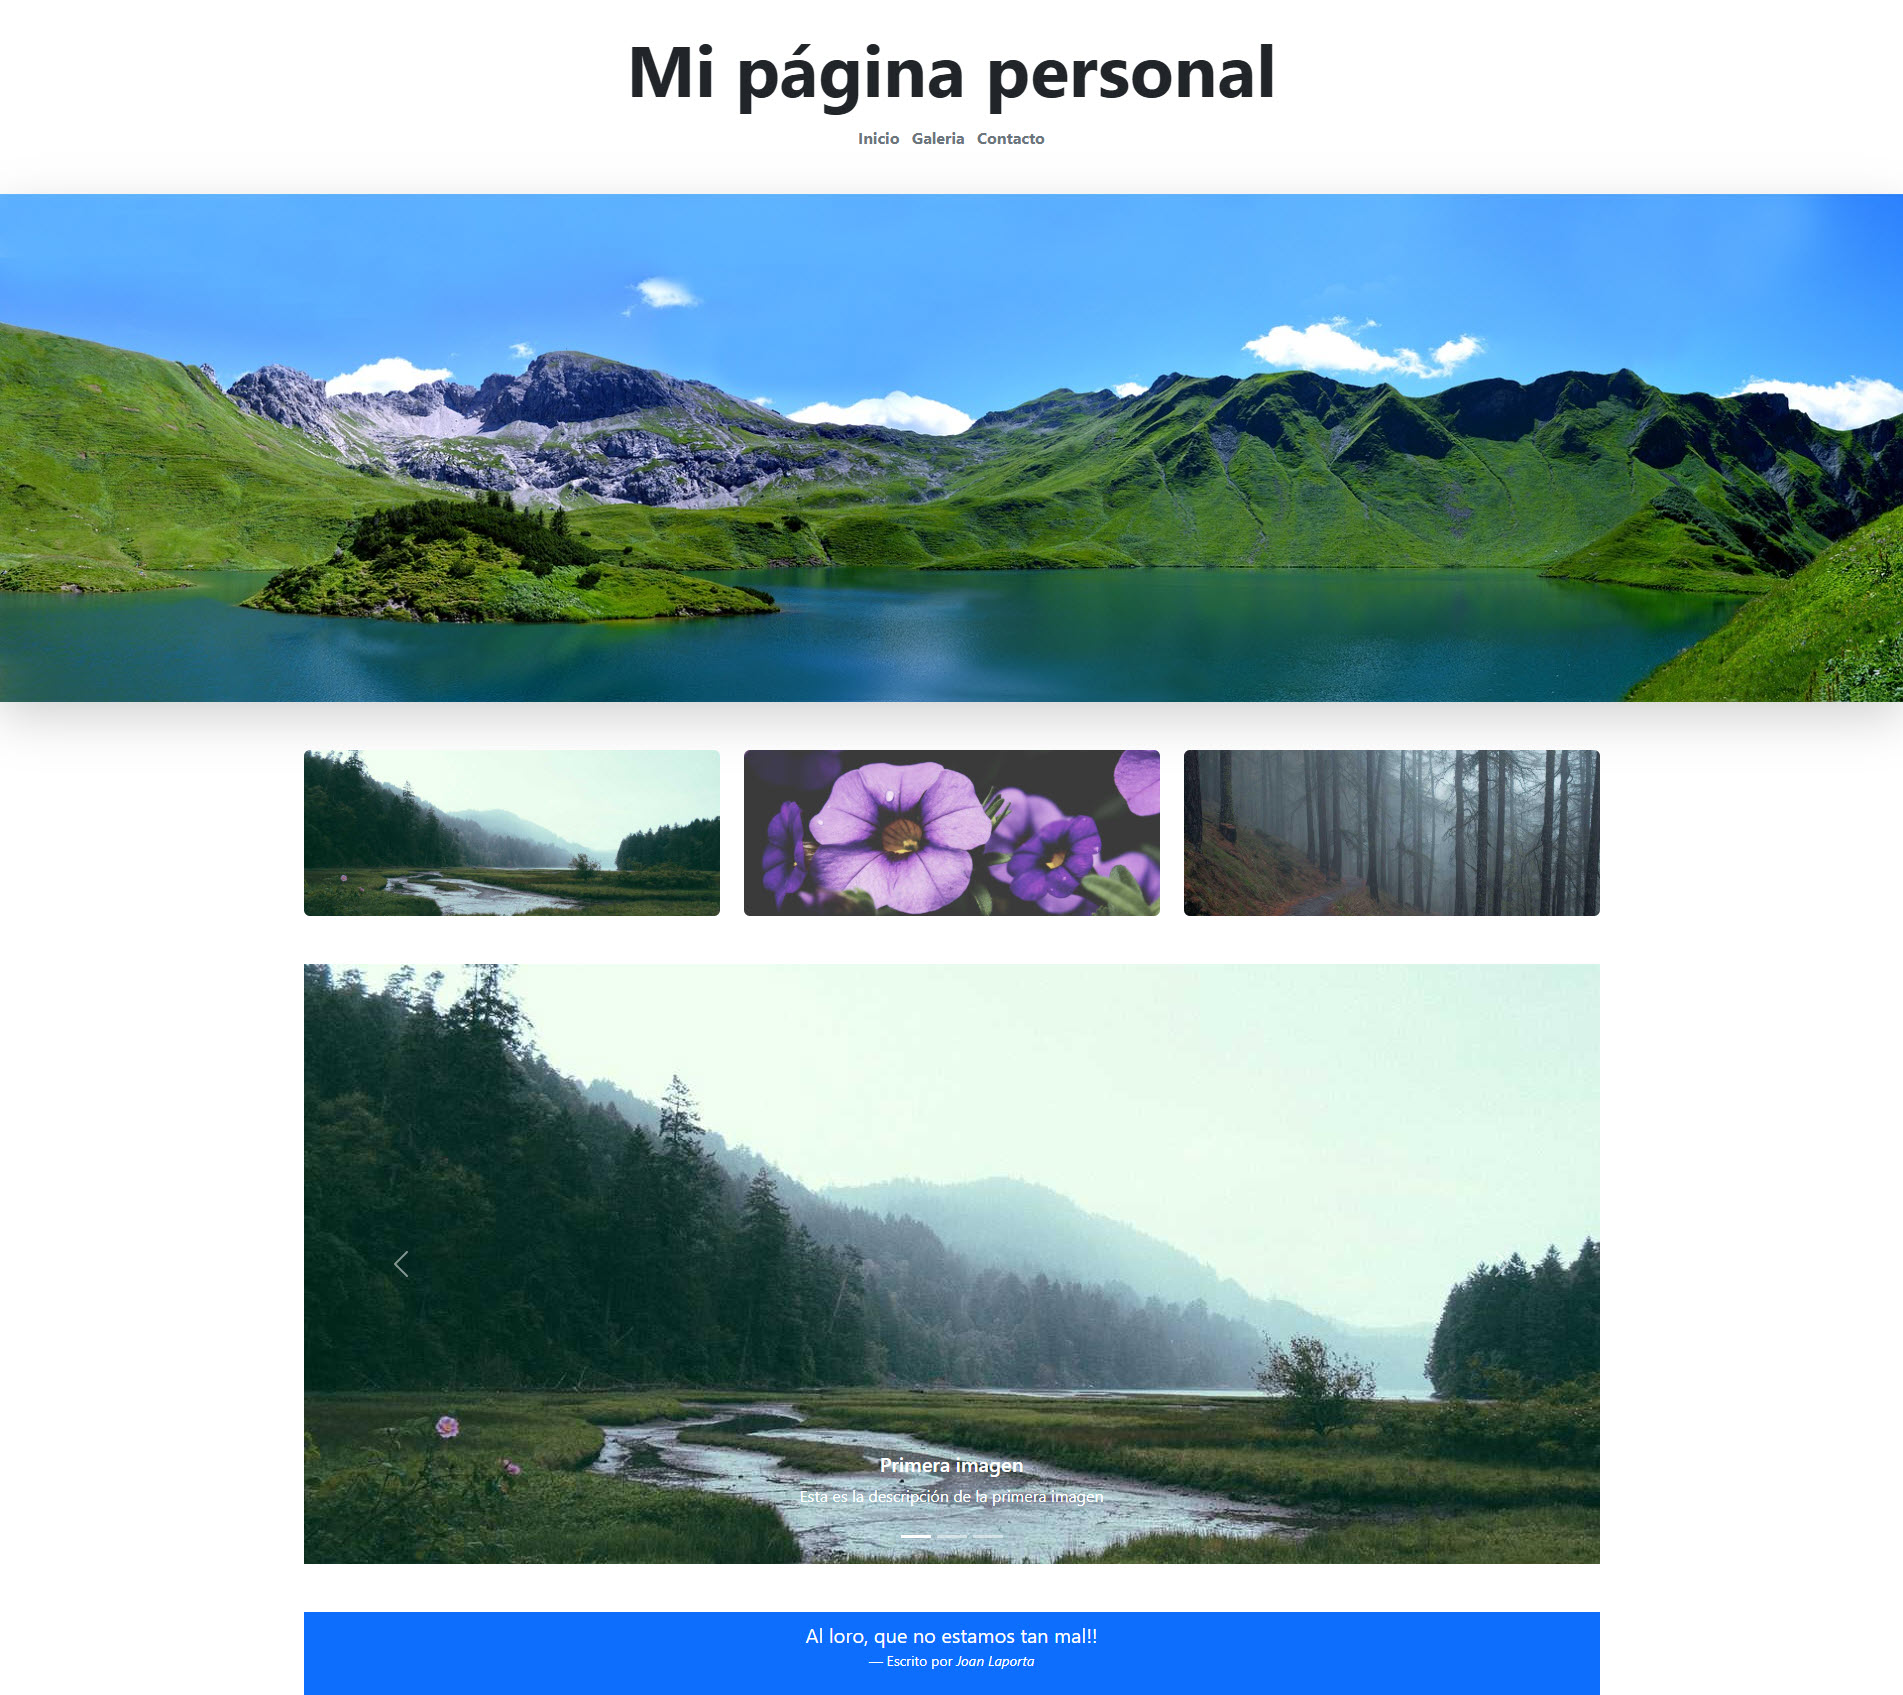 Mi página personal
Inicio Galeria Contacto
Primera imagen
Esta es la descripción de la primera imagen
Al loro, que no estamos tan mal!!
— Escrito por Joan Laporta